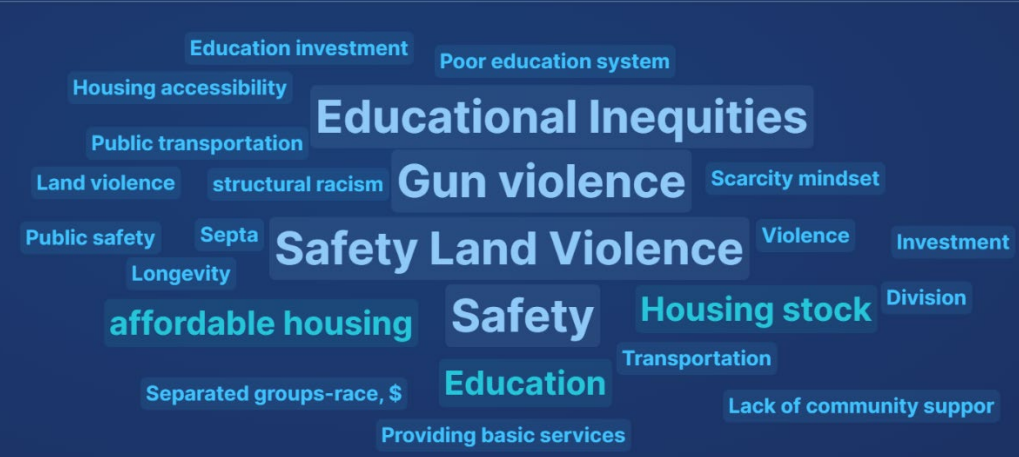 Education investment
Poor education system
Housing accessibility
Educational Inequities
Public transportation
Gun violence
Scarcity mindset
Land violence
structural racism
Septa
Public safety
Safety Land Violence
Violence
Investment
Longevity
Division
Housing stock
Safety
affordable housing
Transportation
Education
Separated groups-race, $
Lack of community suppor
Providing basic services